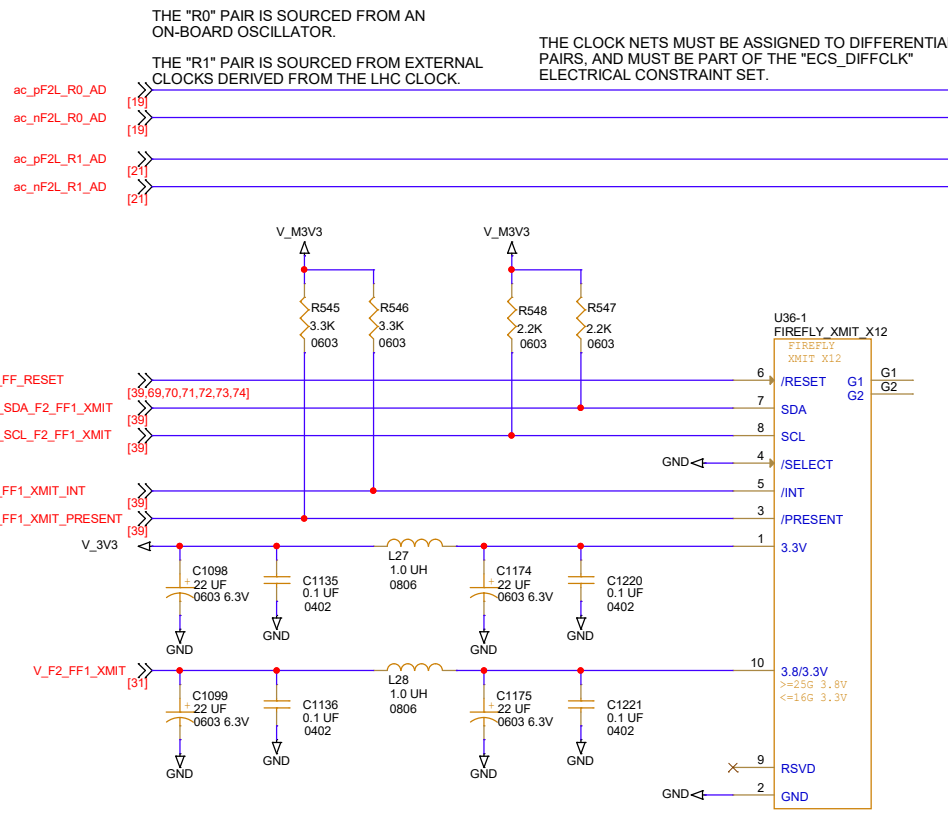 THE "R0" PAIR IS SOURCED FROM AN
ON-BOARD OSCILLATOR.
THE "R1" PAIR IS SOURCED FROM EXTERNAL
CLOCKS DERIVED FROM THE LHC CLOCK.
THE CLOCK NETS MUST BE ASSIGNED TO DIFFERENTIAL
PAIRS, AND MUST BE PART OF THE "ECS_DIFFCLK"
ELECTRICAL CONSTRAINT SET.
ac_pF2L_R0_AD
[19]
ac_nF2L_R0_AD
[19]
ac_pF2L_R1_AD
[21]
ac_nF2L_R1_AD
[21]
V_M3V3
V_M3V3
R545
3.3K
0603
R546
3.3K
0603
R548
2.2K
0603
R547
2.2K
0603
U36-1
FIREFLY_XMIT_X12
FIREFLY
XMIT X12
_FF_RESET
[39,69,70,71,72,73,74]
6
/RESET
G1
G1
G2
G2
_SDA_F2_FF1_XMIT
[39]
7
SDA
_SCL_F2_FF1_XMIT
[39]
8
SCL
GND
4
/SELECT
_FF1_XMIT_INT
[39]
5
/INT
_FF1_XMIT_PRESENT
[39]
3
/PRESENT
V_3V3
1
3.3V
L27
1.0 UH
0806
C1098
+
22 UF
0603 6.3V
GND
C1135
0.1 UF
0402
GND
C1174
+
22 UF
0603 6.3V
GND
C1220
0.1 UF
0402
GND
V_F2_FF1_XMIT
[31]
10
3.8/3.3V
>=25G 3.8V
<=16G 3.3V
L28
1.0 UH
0806
C1099
+
22 UF
0603 6.3V
GND
C1136
0.1 UF
0402
GND
C1175
+
22 UF
0603 6.3V
GND
C1221
0.1 UF
0402
GND
9
RSVD
GND
2
GND